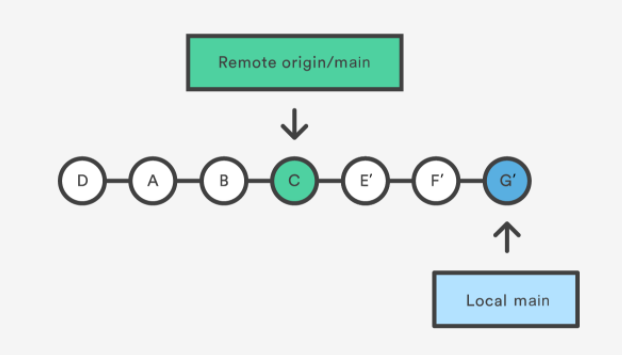 Remote origin/main
D
A
B
C
E′
F′
G′
Local main